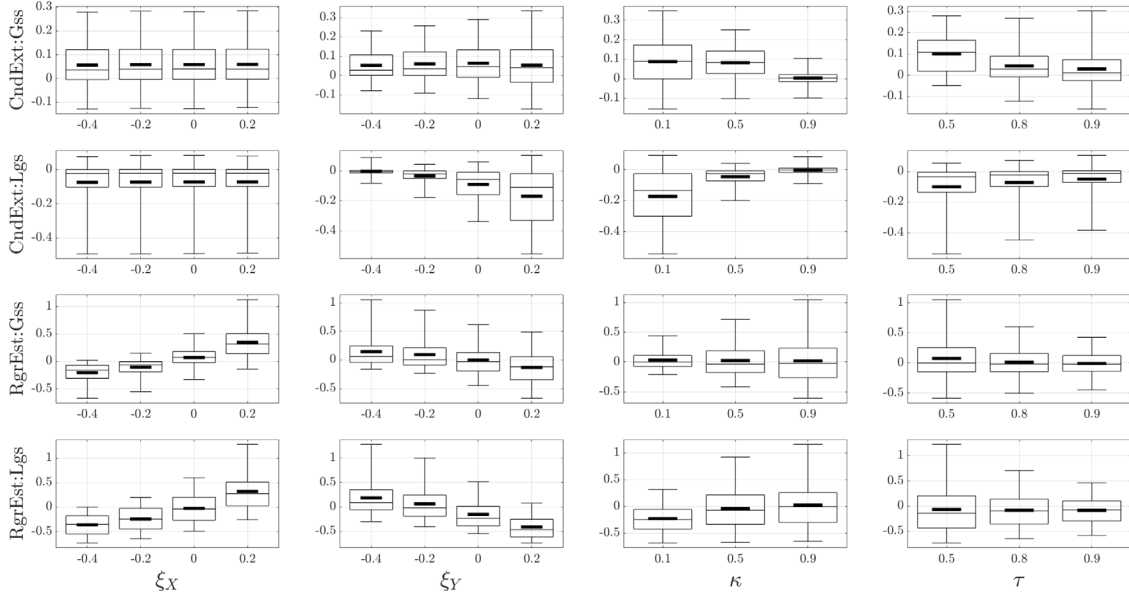 CndExt:Gss
0.3 0.3 0.3 0.3
0.2 0.2 0.2 0.2
0.1 0.1 0.1 0.1
0 0 0 0
-0.1 -0.1 -0.1 -0.1
-0.4 -0.2 0 0.2 -0.4 -0.2 0 0.2 0.1 0.5 0.9 0.5 0.8 0.9
CndExt:Lgs
0 0 0 0
-0.2 -0.2 -0.2 -0.2
-0.4 -0.4 -0.4 -0.4
-0.4 -0.2 0 0.2 -0.4 -0.2 0 0.2 0.1 0.5 0.9 0.5 0.8 0.9
RgrEst:Gss
1 1 1 1
0.5 0.5 0.5 0.5
0 0 0 0
-0.5 -0.5 -0.5 -0.5
-0.4 -0.2 0 0.2 -0.4 -0.2 0 0.2 0.1 0.5 0.9 0.5 0.8 0.9
RgrEst:Lgs
1 1 1 1
0.5 0.5 0.5 0.5
0 0 0 0
-0.5 -0.5 -0.5 -0.5
-0.4 -0.2 0 0.2 -0.4 -0.2 0 0.2 0.1 0.5 0.9 0.5 0.8 0.9
ξ_X ξ_Y κ τ